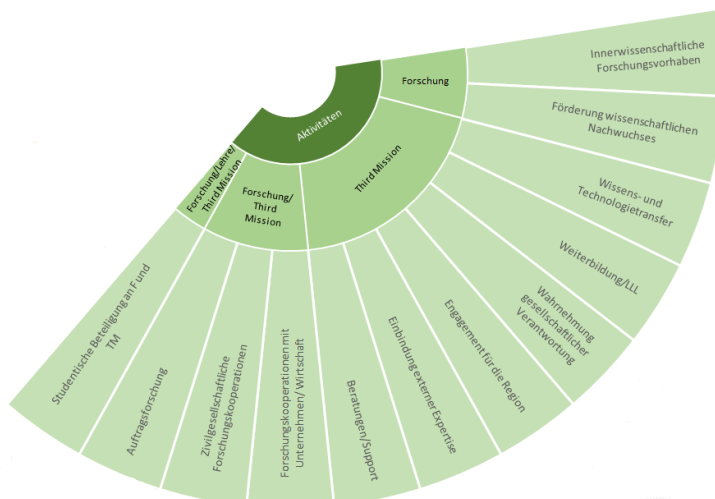 Aktivitäten
Forschung
Third Mission
Forschung/
Third
Mission
Forschung/Lehre/
Third Mission
Innerwissenschaftliche
Forschungsvorhaben
Förderung wissenschaftlichen
Nachwuchses
Wissens- und
Technologietransfer
Weiterbildung/LLL
Wahrnehmung
gesellschaftlicher
Verantwortung
Engagement für die Region
Einbindung externer Expertise
Beratungen/Support
Forschungskooperationen mit
Unternehmen/ Wirtschaft
Zivilgesellschaftliche
Forschungskooperationen
Auftragsforschung
Studentische Beteiligung an F und
TM